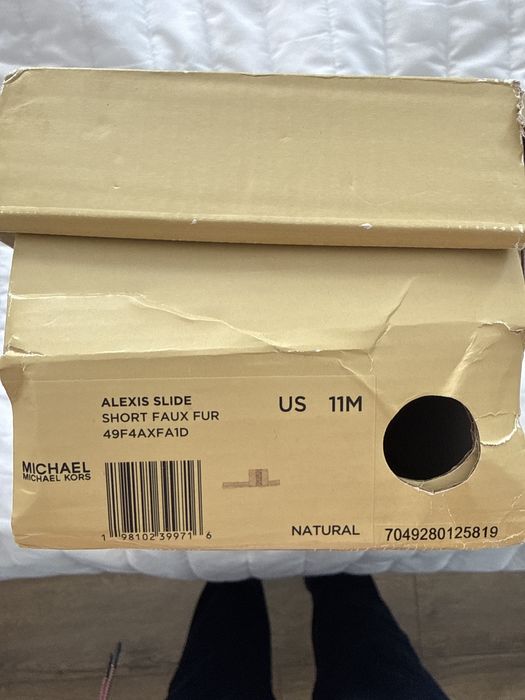 ALEXIS SLIDE
SHORT FAUX FUR
49F4AXFA1D
US 11M
MICHAEL
MICHAEL KORS
1 98102 39971 6
NATURAL
7049280125819